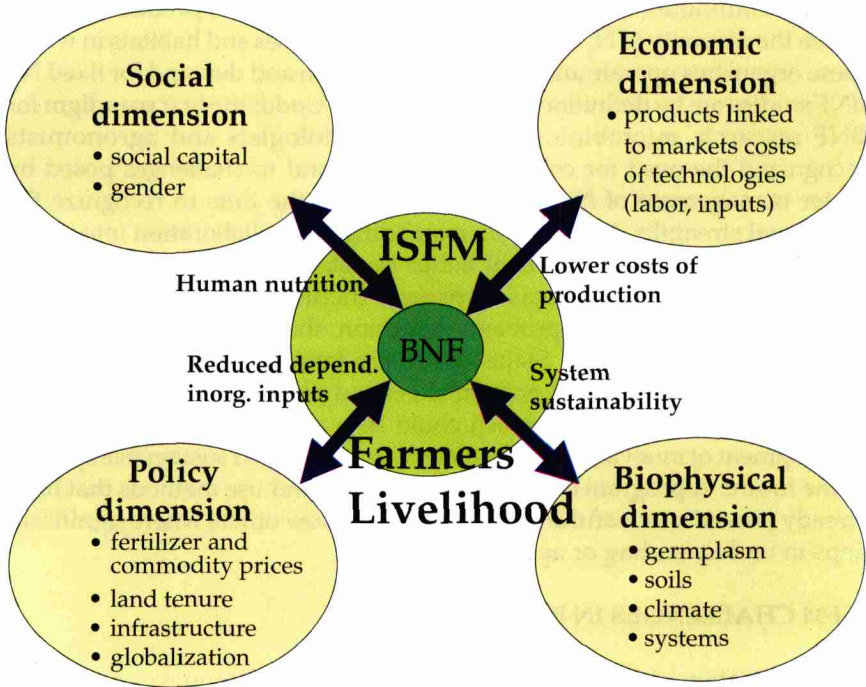 Social
dimension
• social capital
• gender
Economic
dimension
• products linked
to markets costs
of technologies
(labor, inputs)
ISFM
Human nutrition
Lower costs of
production
BNF
Reduced depend.
inorg. inputs
System
sustainability
Farmers
Livelihood
Policy
dimension
• fertilizer and
commodity prices
• land tenure
• infrastructure
• globalization
Biophysical
dimension
• germplasm
• soils
• climate
• systems